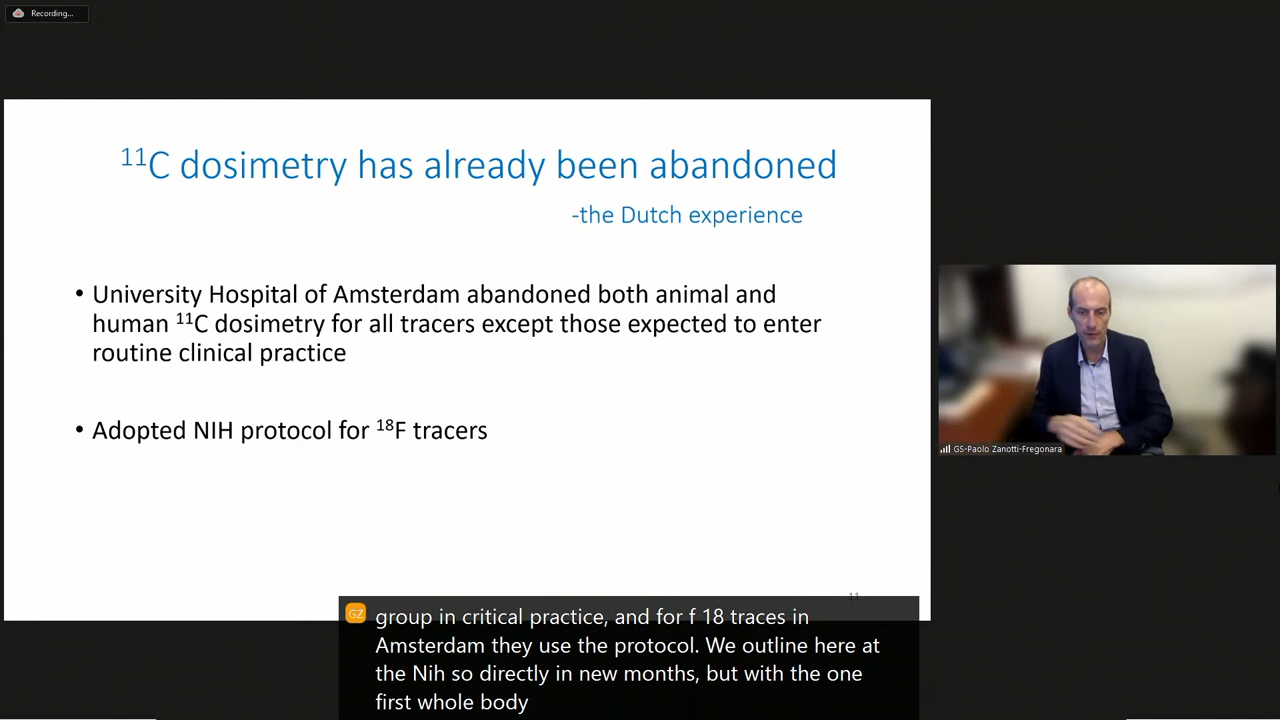 Recording...
¹¹C dosimetry has already been abandoned
-the Dutch experience
• University Hospital of Amsterdam abandoned both animal and
human ¹¹C dosimetry for all tracers except those expected to enter
routine clinical practice
• Adopted NIH protocol for ¹⁸F tracers
GS-Paolo Zanotti-Fregonara
11
GZ
group in critical practice, and for f 18 traces in
Amsterdam they use the protocol. We outline here at
the Nih so directly in new months, but with the one
first whole body